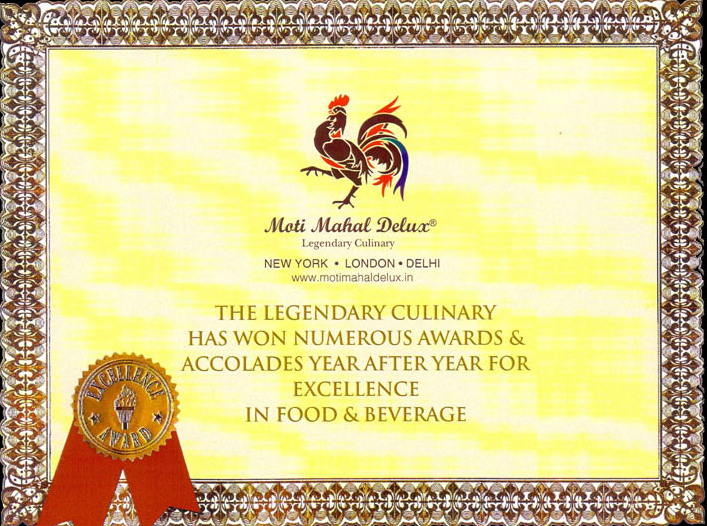 Moti Mahal Delux®
Legendary Culinary
NEW YORK • LONDON • DELHI
www.motimahaldelux.in
THE LEGENDARY CULINARY
HAS WON NUMEROUS AWARDS &
ACCOLADES YEAR AFTER YEAR FOR
EXCELLENCE
IN FOOD & BEVERAGE
EXCELLENCE
AWARD